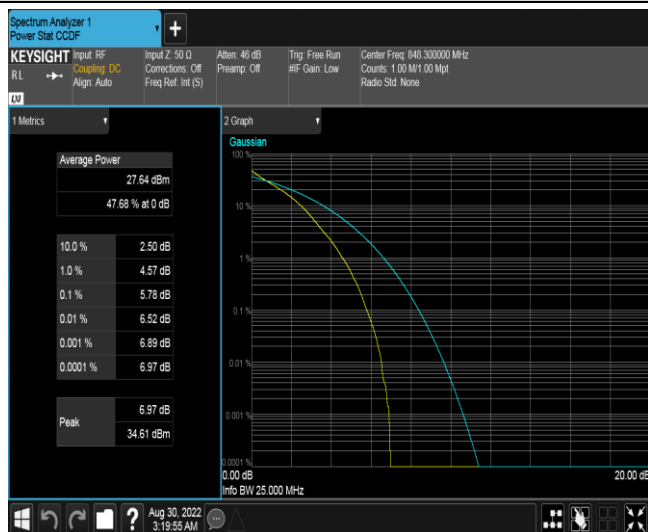 Spectrum Analyzer 1
Power Stat CCDF
+
KEYSIGHT
RL
LXI
Input: RF
Coupling: DC
Align: Auto
Input Z: 50 Ω
Corrections: Off
Freq Ref: Int (S)
Atten: 46 dB
Preamp: Off
Trig: Free Run
#IF Gain: Low
Center Freq: 848.300000 MHz
Counts: 1.00 M/1.00 Mpt
Radio Std: None
1 Metrics
Average Power
27.64 dBm
47.68 % at 0 dB
10.0 % 2.50 dB
1.0 % 4.57 dB
0.1 % 5.78 dB
0.01 % 6.52 dB
0.001 % 6.89 dB
0.0001 % 6.97 dB
Peak 6.97 dB
34.61 dBm
2 Graph
Gaussian
100 %
10 %
1 %
0.1 %
0.01 %
0.001 %
0.0001 %
0.00 dB 20.00 dB
Info BW 25.000 MHz
?
Aug 30, 2022
3:19:55 AM